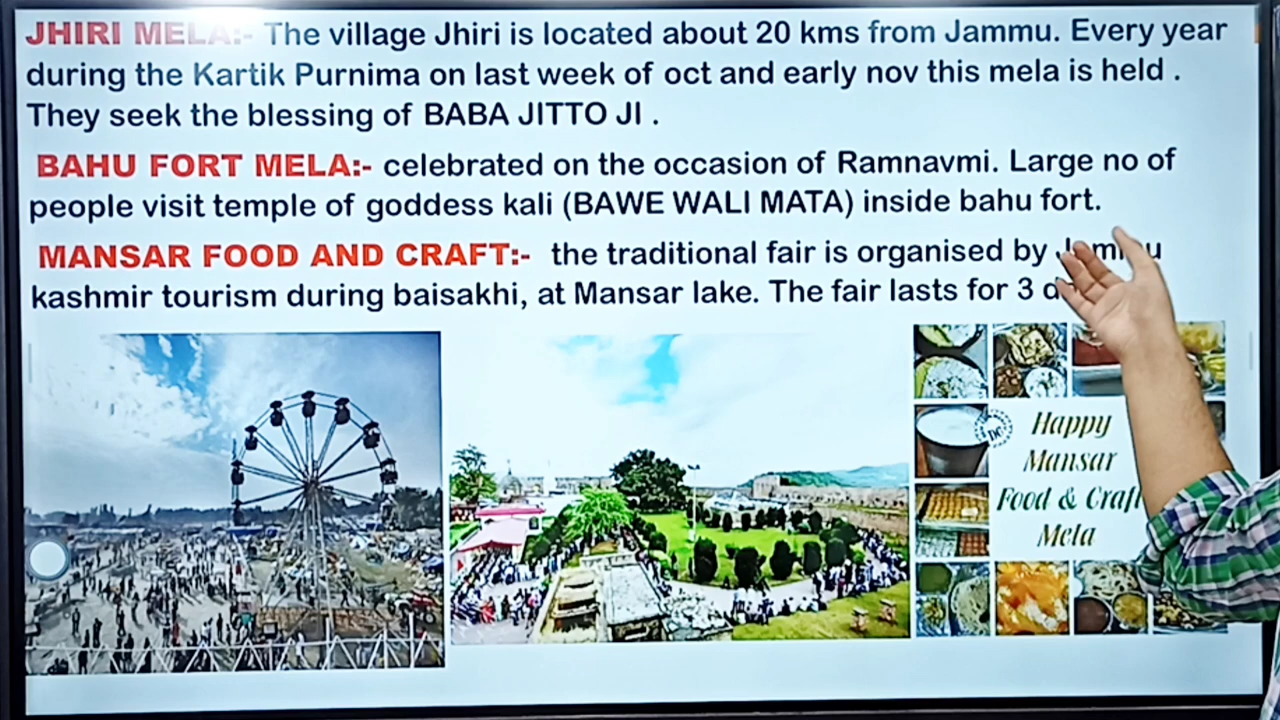 JHIRI MELA:- The village Jhiri is located about 20 kms from Jammu. Every year
during the Kartik Purnima on last week of oct and early nov this mela is held .
They seek the blessing of BABA JITTO JI .
BAHU FORT MELA:- celebrated on the occasion of Ramnavmi. Large no of
people visit temple of goddess kali (BAWE WALI MATA) inside bahu fort.
MANSAR FOOD AND CRAFT:- the traditional fair is organised by
kashmir tourism during baisakhi, at Mansar lake. The fair lasts for 3
Happy
Mansar
Food &
Mela